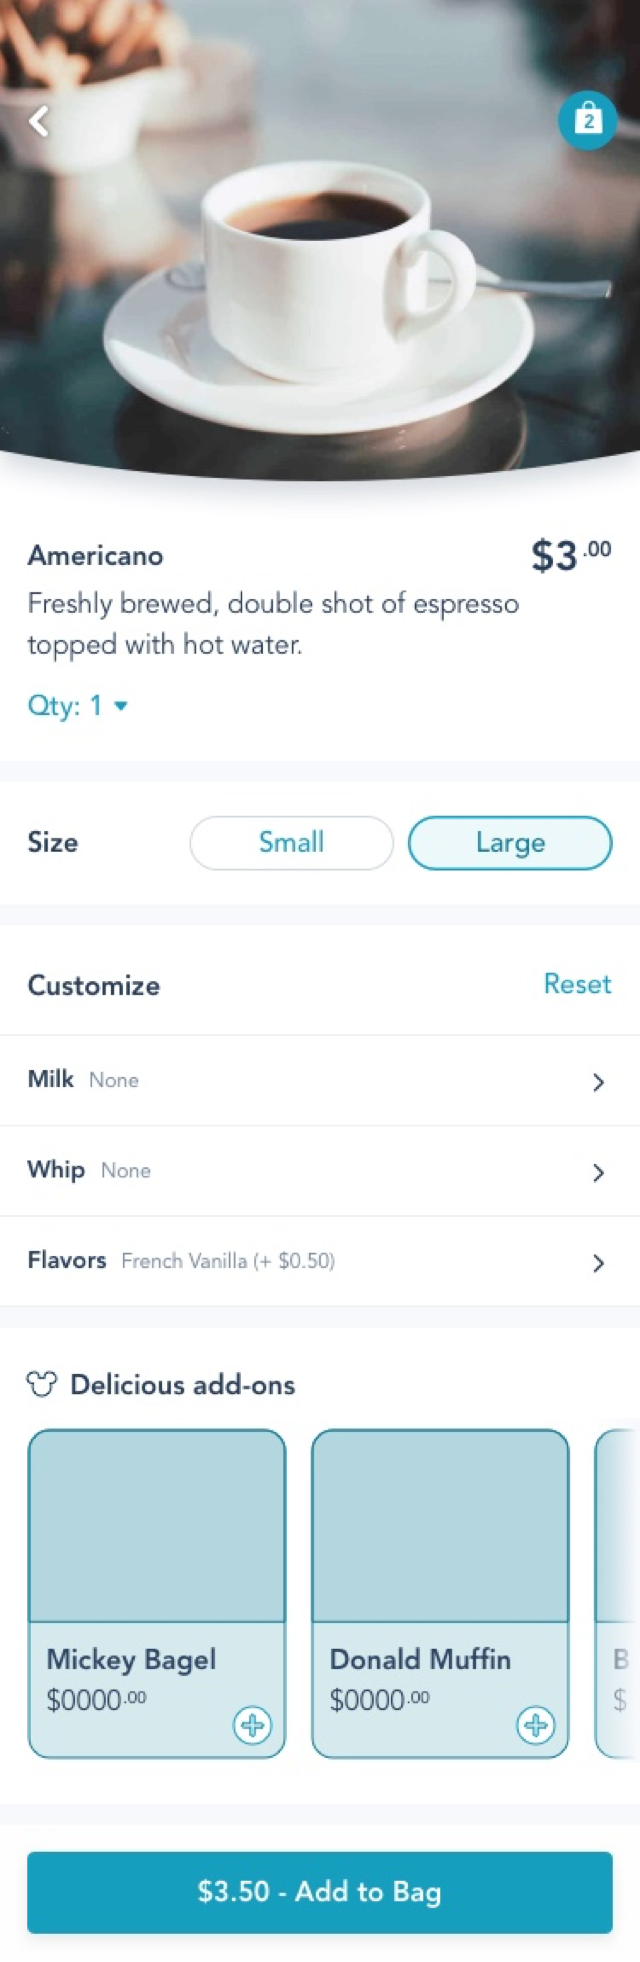 2
Americano
$3.00
Freshly brewed, double shot of espresso
topped with hot water.
Qty: 1
Size Small Large
Customize Reset
Milk None
Whip None
Flavors French Vanilla (+ $0.50)
Delicious add-ons
Mickey Bagel
$0000.00
Donald Muffin
$0000.00
B
$
$3.50 - Add to Bag